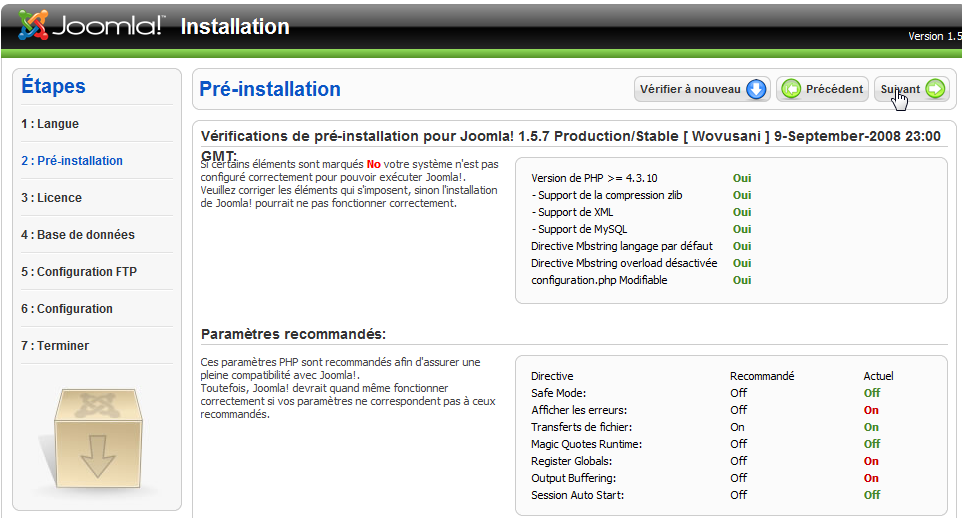 Joomla! Installation
Version 1.5
Étapes
1 : Langue
2 : Pré-installation
3 : Licence
4 : Base de données
5 : Configuration FTP
6 : Configuration
7 : Terminer
Pré-installation
Vérifier à nouveau
Précédent
Suivant
Vérifications de pré-installation pour Joomla! 1.5.7 Production/Stable [ Wovusani ] 9-September-2008 23:00
GMT:
Si certains éléments sont marqués No votre système n'est pas
configuré correctement pour pouvoir exécuter Joomla!.
Veuillez corriger les éléments qui s'imposent, sinon l'installation
de Joomla! pourrait ne pas fonctionner correctement.
Version de PHP >= 4.3.10 Oui
- Support de la compression zlib Oui
- Support de XML Oui
- Support de MySQL Oui
Directive Mbstring langage par défaut Oui
Directive Mbstring overload désactivée Oui
configuration.php Modifiable Oui
Paramètres recommandés:
Ces paramètres PHP sont recommandés afin d'assurer une
pleine compatibilité avec Joomla!.
Toutefois, Joomla! devrait quand même fonctionner
correctement si vos paramètres ne correspondent pas à ceux
recommandés.
Directive Recommandé Actuel
Safe Mode: Off Off
Afficher les erreurs: Off On
Transferts de fichier: On On
Magic Quotes Runtime: Off Off
Register Globals: Off On
Output Buffering: Off On
Session Auto Start: Off Off